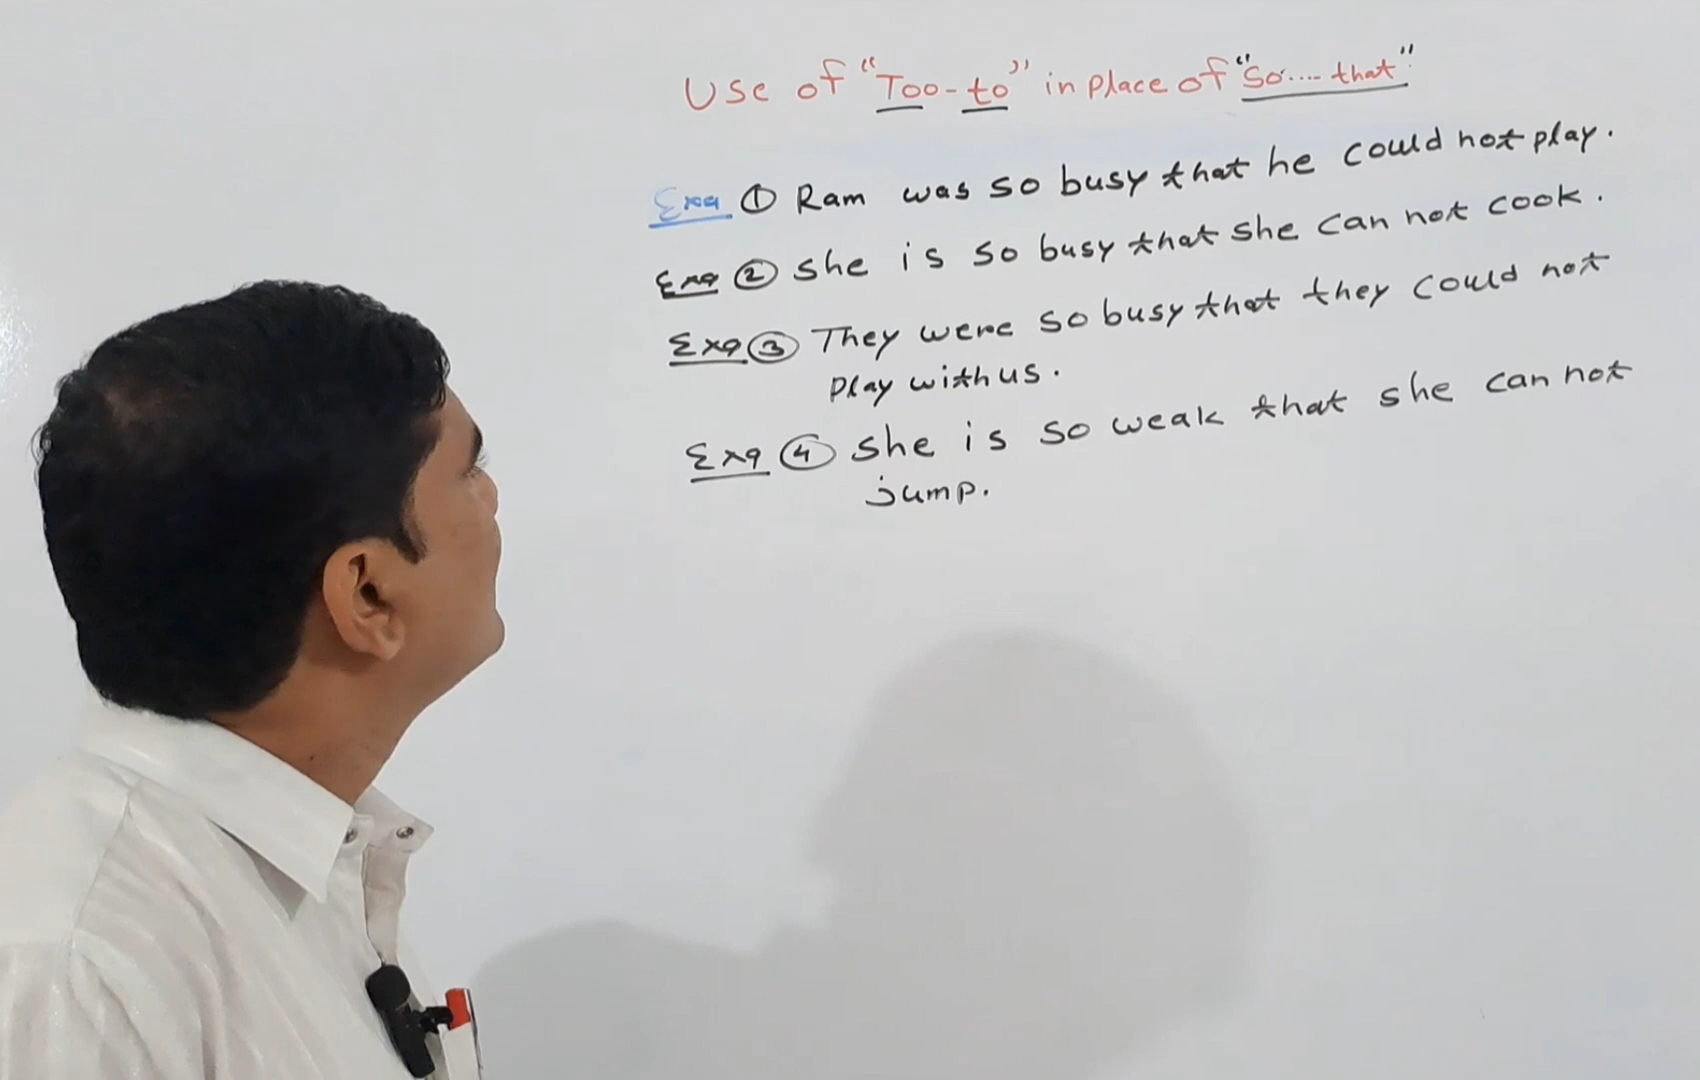 Use of "Too-to" in place of "So.... that"
Exa ① Ram was so busy that he could not play.
Exa ② She is so busy that she can not cook.
Exa ③ They were so busy that they could not
play with us.
Exa ④ She is so weak that she can not
jump.